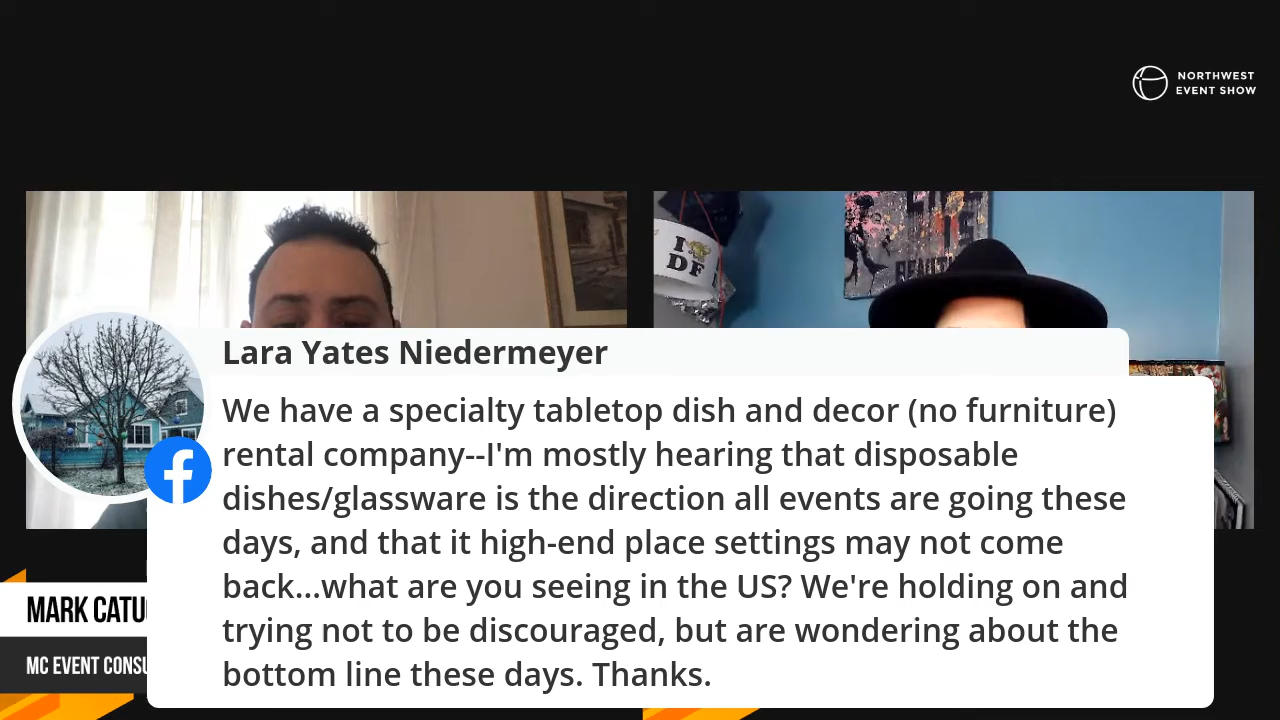 NORTHWEST
EVENT SHOW
I
DF
Lara Yates Niedermeyer
We have a specialty tabletop dish and decor (no furniture)
rental company--I'm mostly hearing that disposable
dishes/glassware is the direction all events are going these
days, and that it high-end place settings may not come
back...what are you seeing in the US? We're holding on and
trying not to be discouraged, but are wondering about the
bottom line these days. Thanks.
MARK
MC EVENT